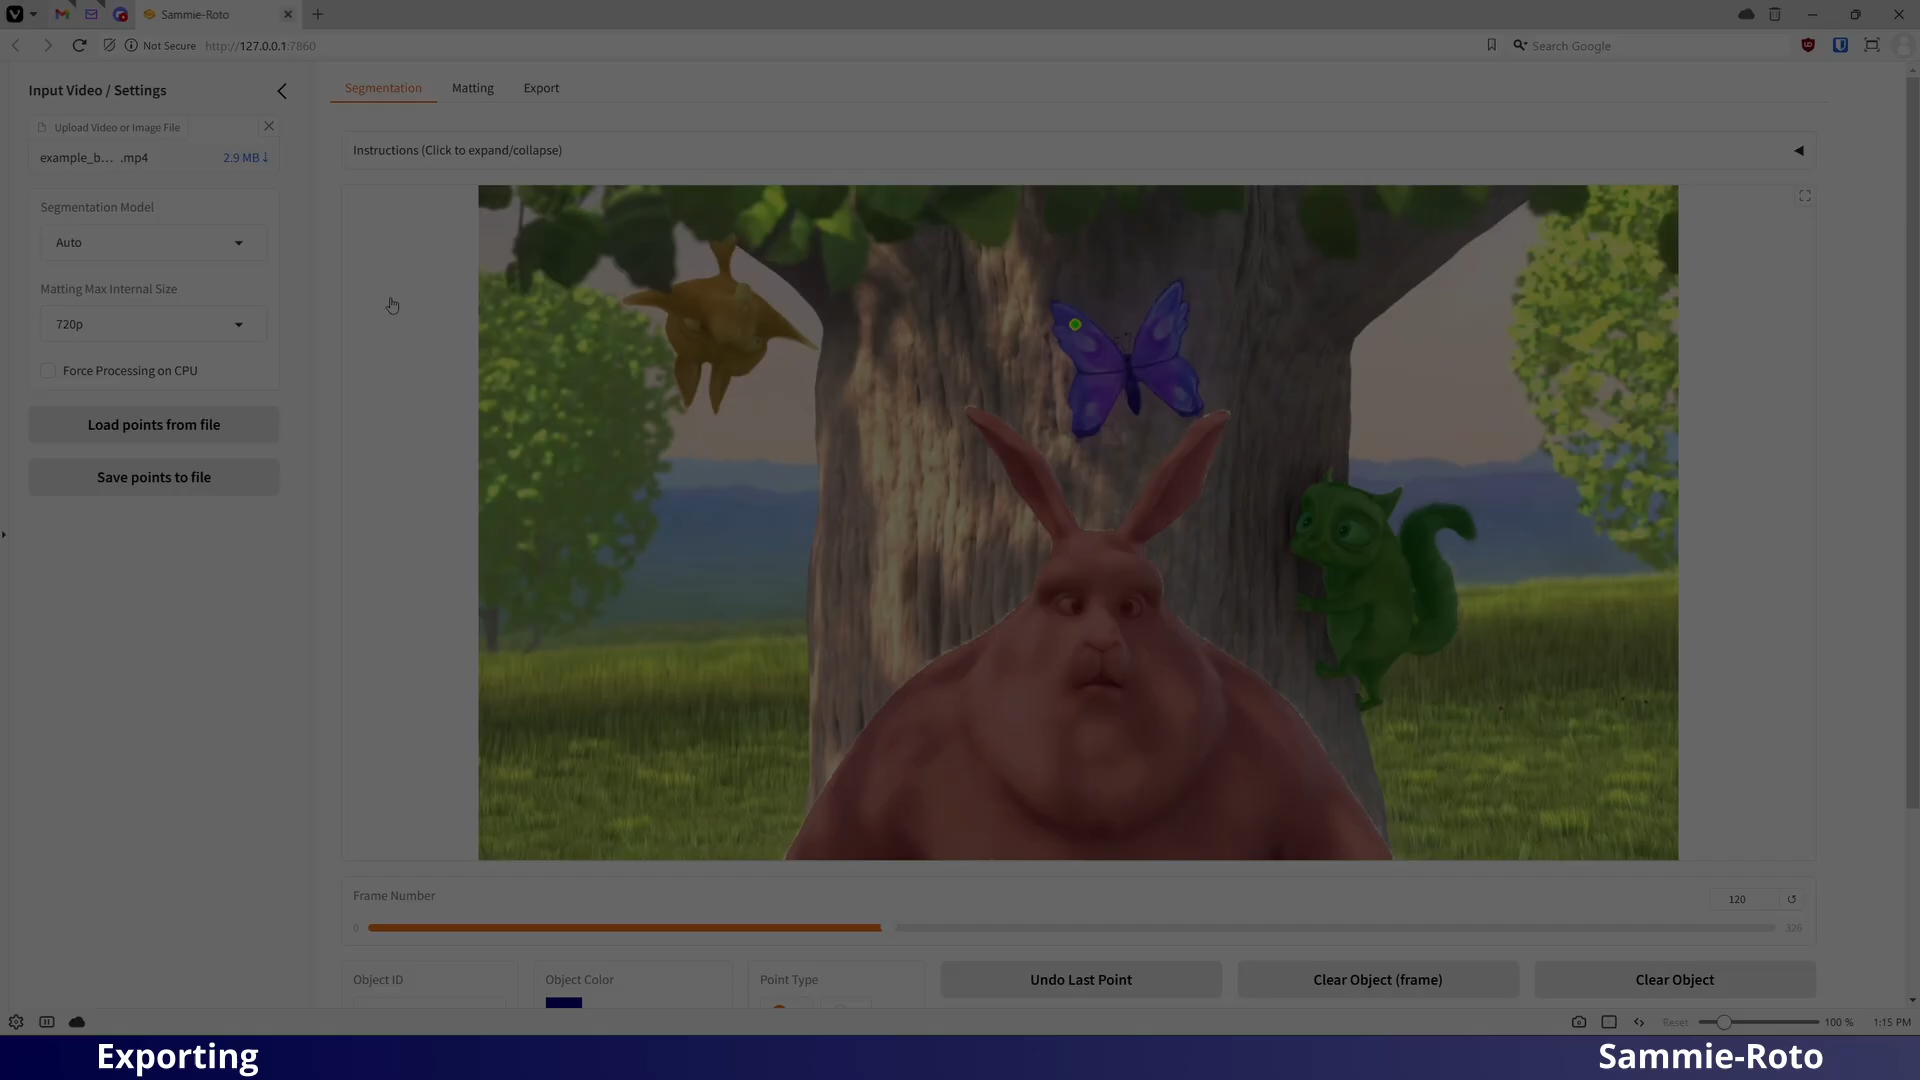 Sammie-Roto
Not Secure http://127.0.0.1:7860
Search Google
Input Video / Settings
Segmentation
Matting
Export
Upload Video or Image File
example_b... .mp4
2.9 MB↓
Instructions (Click to expand/collapse)
Segmentation Model
Auto
Matting Max Internal Size
720p
Force Processing on CPU
Load points from file
Save points to file
Frame Number
120
0
326
Object ID
Object Color
Point Type
Undo Last Point
Clear Object (frame)
Clear Object
Reset
100 %
1:15 PM
Exporting
Sammie-Roto